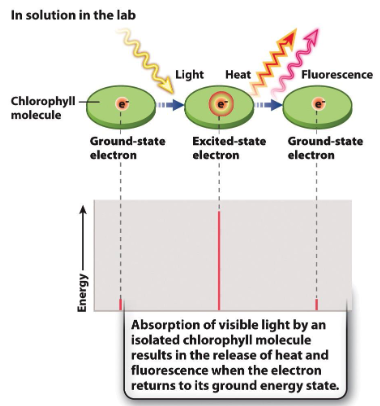 In solution in the lab
Light
Heat
Fluorescence
Chlorophyll
molecule
e-
e-
e-
Ground-state
electron
Excited-state
electron
Ground-state
electron
Energy
Absorption of visible light by an
isolated chlorophyll molecule
results in the release of heat and
fluorescence when the electron
returns to its ground energy state.